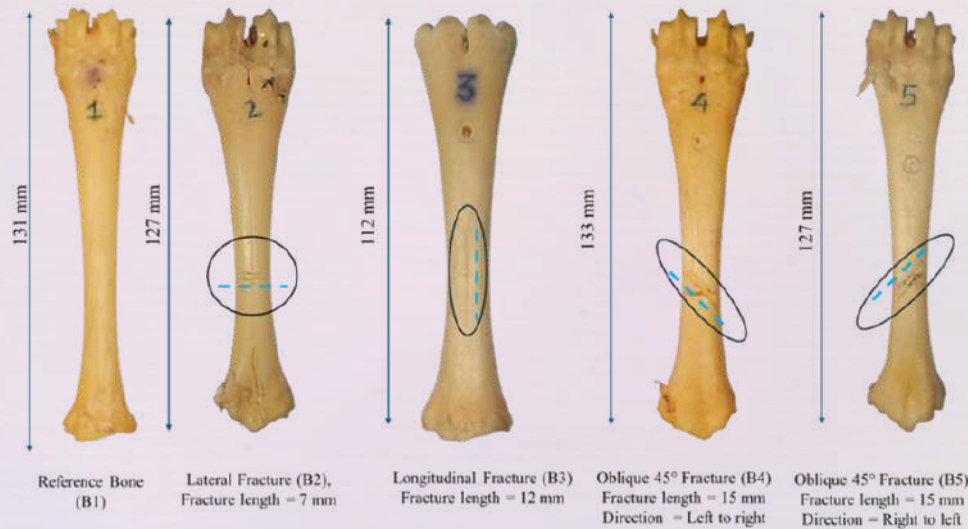 1
2
3
4
5
131 mm
127 mm
112 mm
133 mm
127 mm
Reference Bone
(B1)
Lateral Fracture (B2),
Fracture length = 7 mm
Longitudinal Fracture (B3)
Fracture length = 12 mm
Oblique 45° Fracture (B4)
Fracture length = 15 mm
Direction = Left to right
Oblique 45° Fracture (B5)
Fracture length = 15 mm
Direction = Right to left